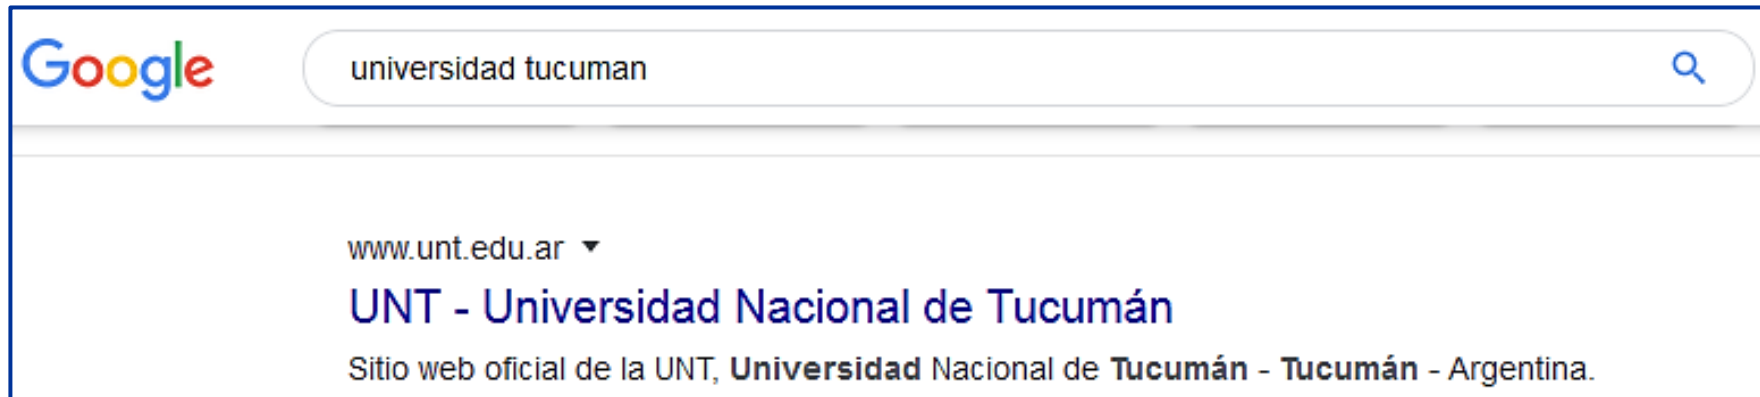 Google
universidad tucuman
www.unt.edu.ar
UNT - Universidad Nacional de Tucumán
Sitio web oficial de la UNT, Universidad Nacional de Tucumán - Tucumán - Argentina.